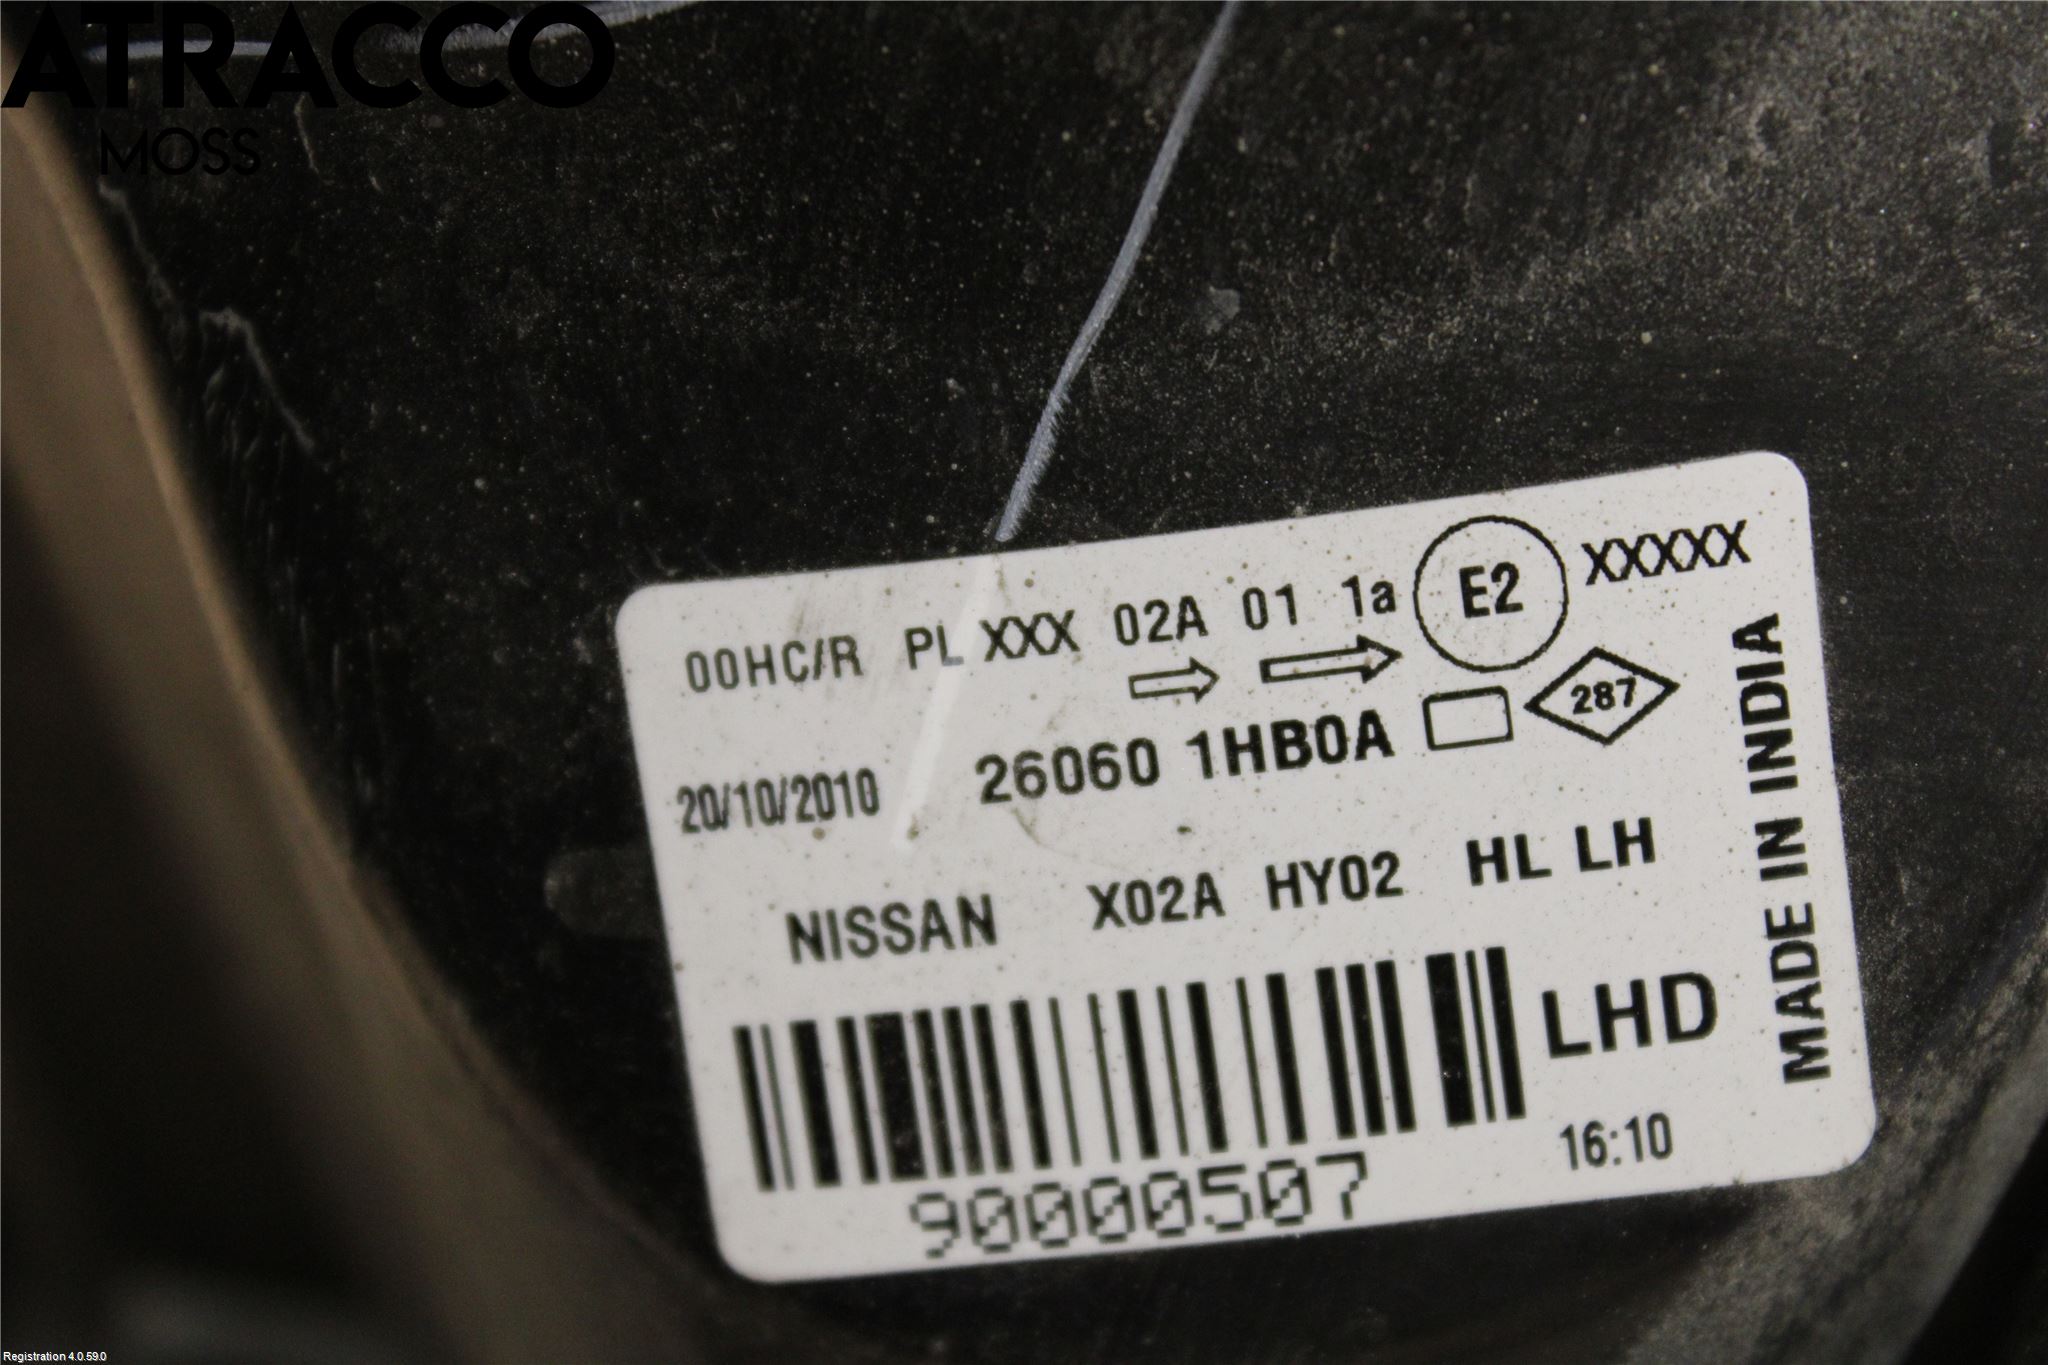 ATRACCO
MOSS
00HC/R PL XXX 02A 01 1a E2 XXXXX
20/10/2010 26060 1HB0A 287
NISSAN X02A HY02 HL LH
LHD
90000507 16:10
MADE IN INDIA
Registration 4.0.59.0